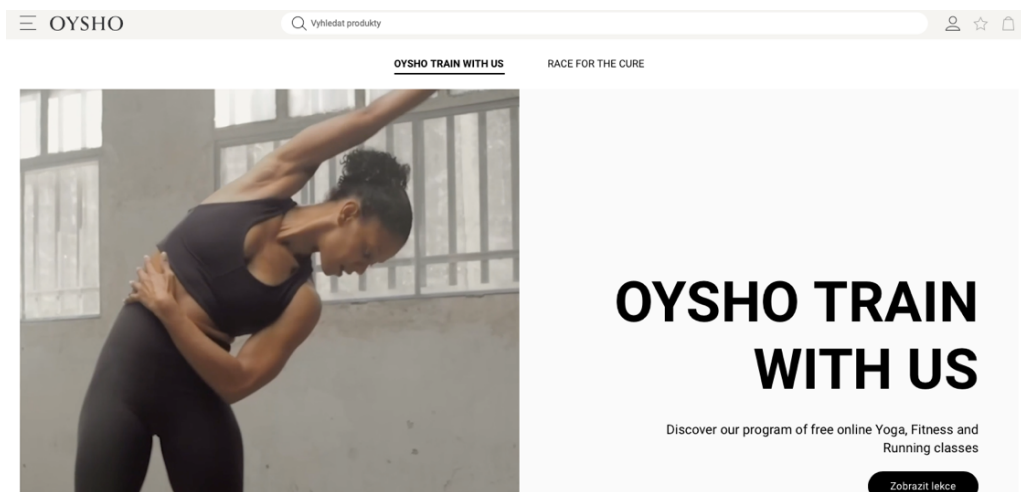 OYSHO
Vyhledat produkty
OYSHO TRAIN WITH US
RACE FOR THE CURE
OYSHO TRAIN
WITH US
Discover our program of free online Yoga, Fitness and
Running classes
Zobrazit lekce